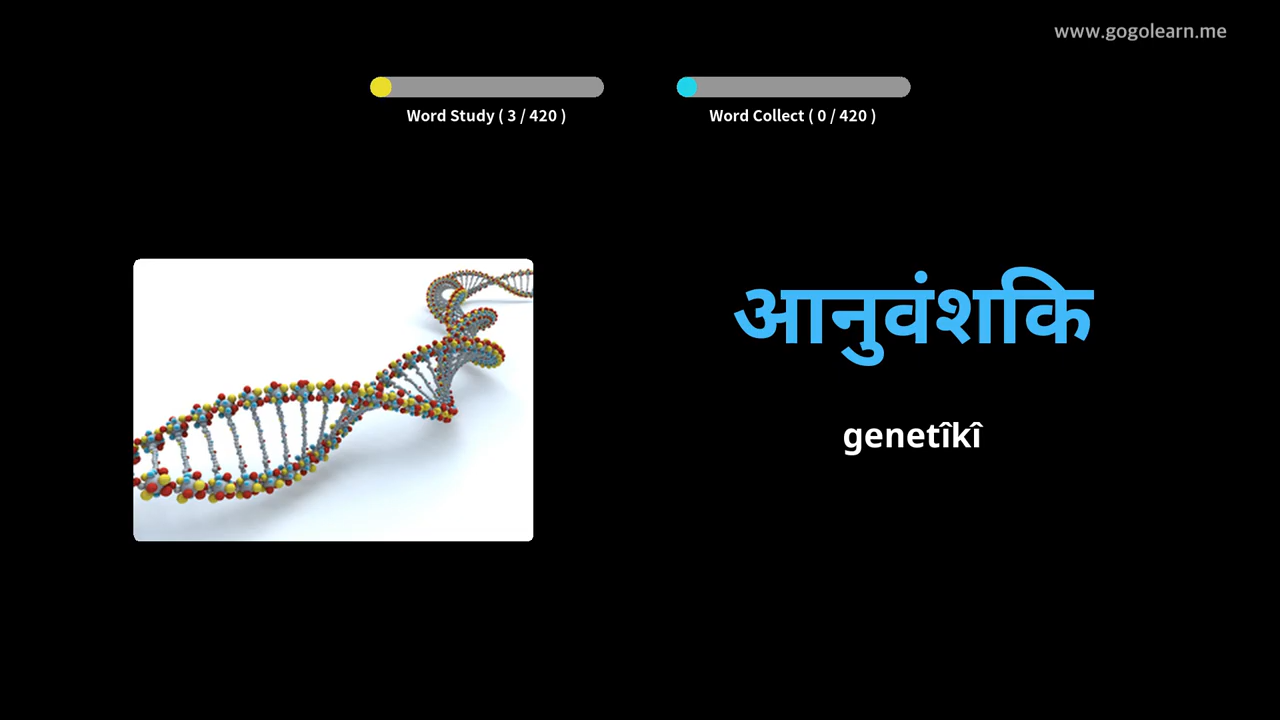 www.gogolearn.me
Word Study ( 3 / 420 )
Word Collect ( 0 / 420 )
आनुवंशकि
genetîkî